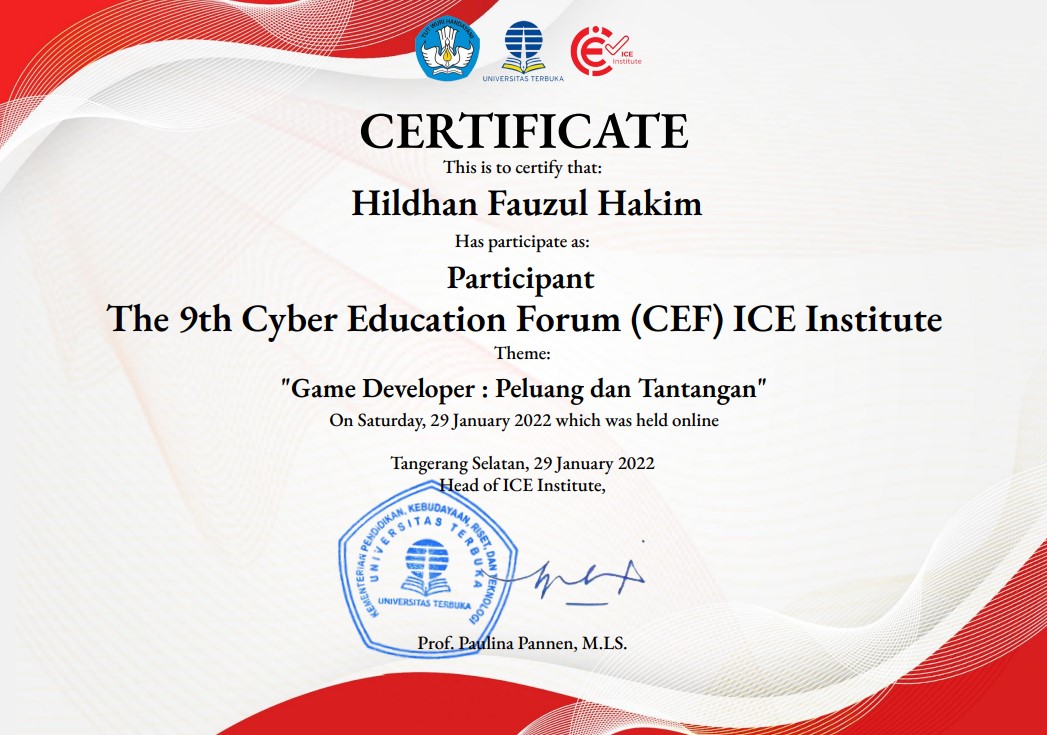 TUT WURI HANDAYANI
UNIVERSITAS TERBUKA
ICE
Institute
CERTIFICATE
This is to certify that:
Hildhan Fauzul Hakim
Has participate as:
Participant
The 9th Cyber Education Forum (CEF) ICE Institute
Theme:
"Game Developer : Peluang dan Tantangan"
On Saturday, 29 January 2022 which was held online
Tangerang Selatan, 29 January 2022
Head of ICE Institute,
KEMENTERIAN PENDIDIKAN, KEBUDAYAAN, RISET, DAN TEKNOLOGI
UNIVERSITAS TERBUKA
UNIVERSITAS TERBUKA
Prof. Paulina Pannen, M.LS.